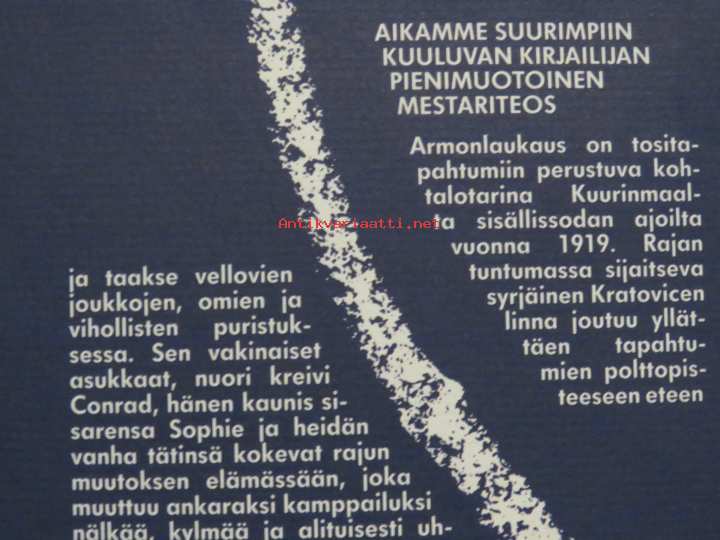 AIKAMME SUURIMPIIN
KUULUVAN KIRJAILIJAN
PIENIMUOTOINEN
MESTARITEOS
Armonlaukaus on tosita-
pahtumiin perustuva koh-
talotarina Kuurinmaal-
ta sisällissodan ajoilta
vuonna 1919. Rajan
tuntumassa sijaitseva
syrjäinen Kratovicen
linna joutuu yllät-
täen tapahtu-
mien polttopis-
teeseen eteen
ja taakse vellovien
joukkojen, omien ja
vihollisten puristuk-
sessa. Sen vakinaiset
asukkaat, nuori kreivi
Conrad, hänen kaunis si-
sarensa Sophie ja heidän
vanha tätinsä kokevat rajun
muutoksen elämässään, joka
muuttuu ankaraksi kamppailuksi
nälkää, kylmää ja alituisesti uh-
Antikvariaatti.net